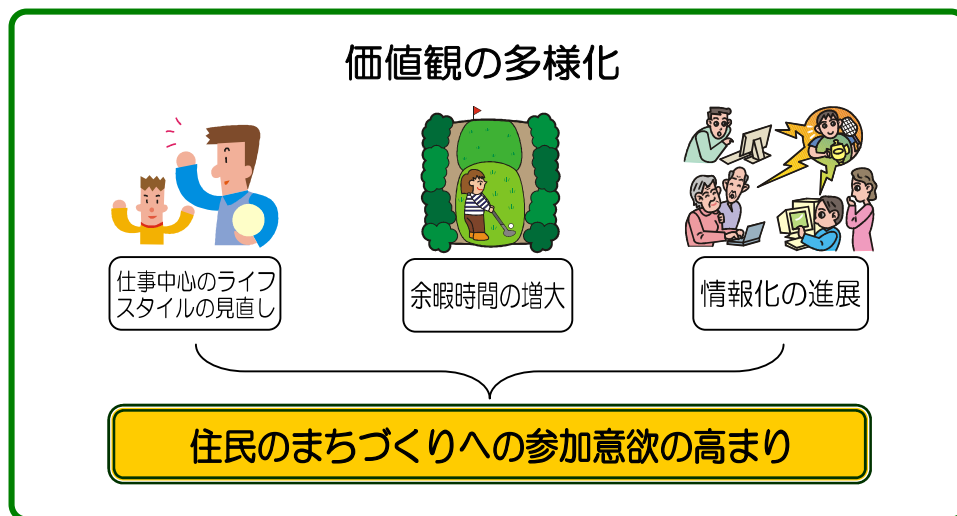 価値観の多様化
仕事中心のライフ
スタイルの見直し
余暇時間の増大
情報化の進展
住民のまちづくりへの参加意欲の高まり